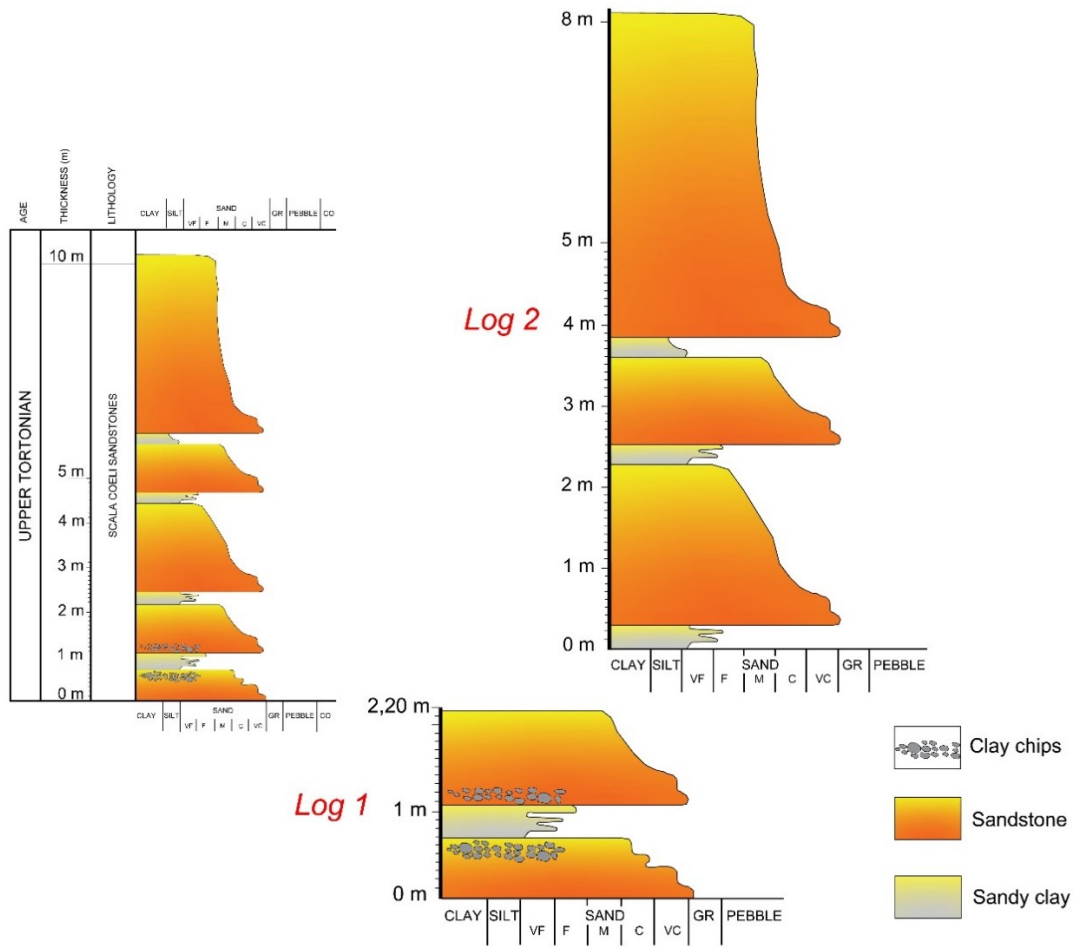 AGE
THICKNESS (m)
LITHOLOGY
SAND
CLAY SILT GR PEBBLE CO
VF F M C VC
UPPER TORTONIAN
SCALA COELI SANDSTONES
10 m
5 m
4 m
3 m
2 m
1 m
0 m
SAND
CLAY SILT GR PEBBLE CO
VF F M C VC
Log 2
8 m
5 m
4 m
3 m
2 m
1 m
0 m
CLAY SILT SAND GR PEBBLE
VF F M C VC
Log 1
2,20 m
1 m
0 m
CLAY SILT SAND GR PEBBLE
VF F M C VC
Clay chips
Sandstone
Sandy clay